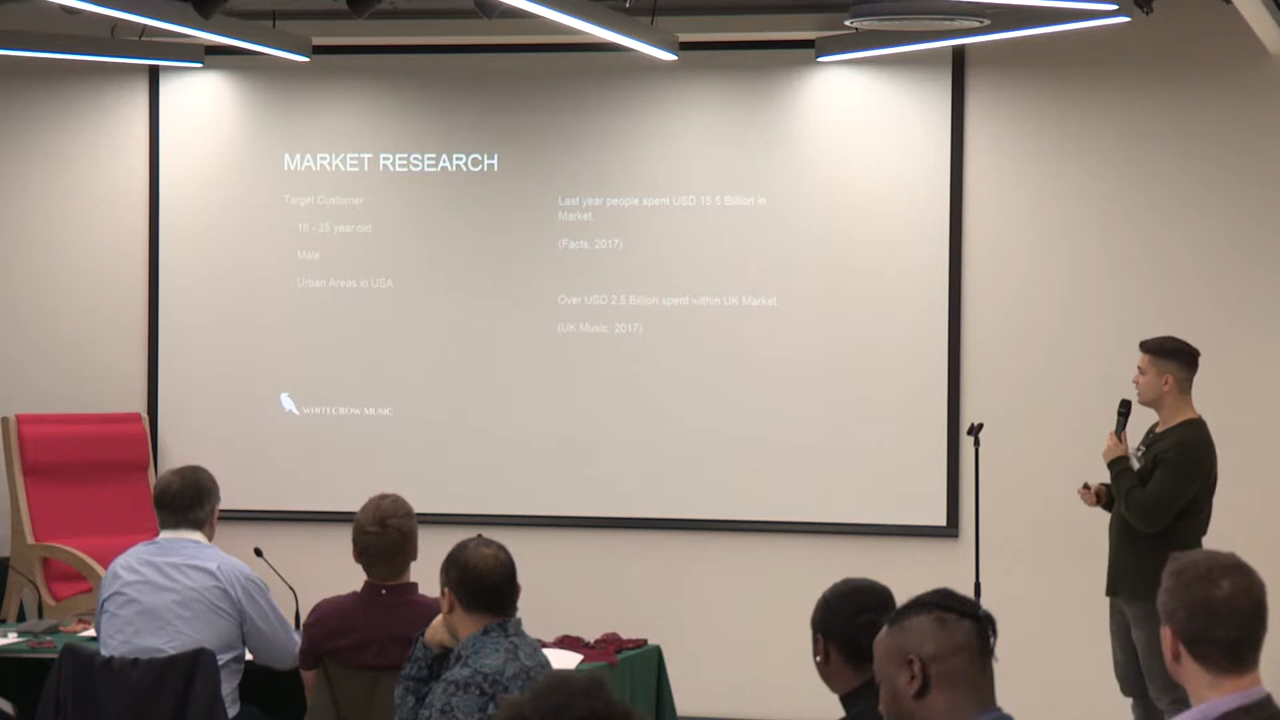 MARKET RESEARCH
Target Customer
16 - 25 year old
Male
Urban Areas in USA
Last year people spent USD 15.5 Billion in
Market.
(Facts, 2017)
Over USD 2.5 Billion spent within UK Market.
(UK Music, 2017)
WHITECROW MUSIC